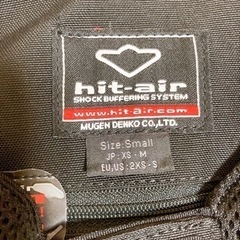 hit-air
SHOCK BUFFERING SYSTEM
www.hit-air.com
MUGEN DENKO CO.,LTD.
Size:Small
JP:XS-M
EU,US:2XS-S